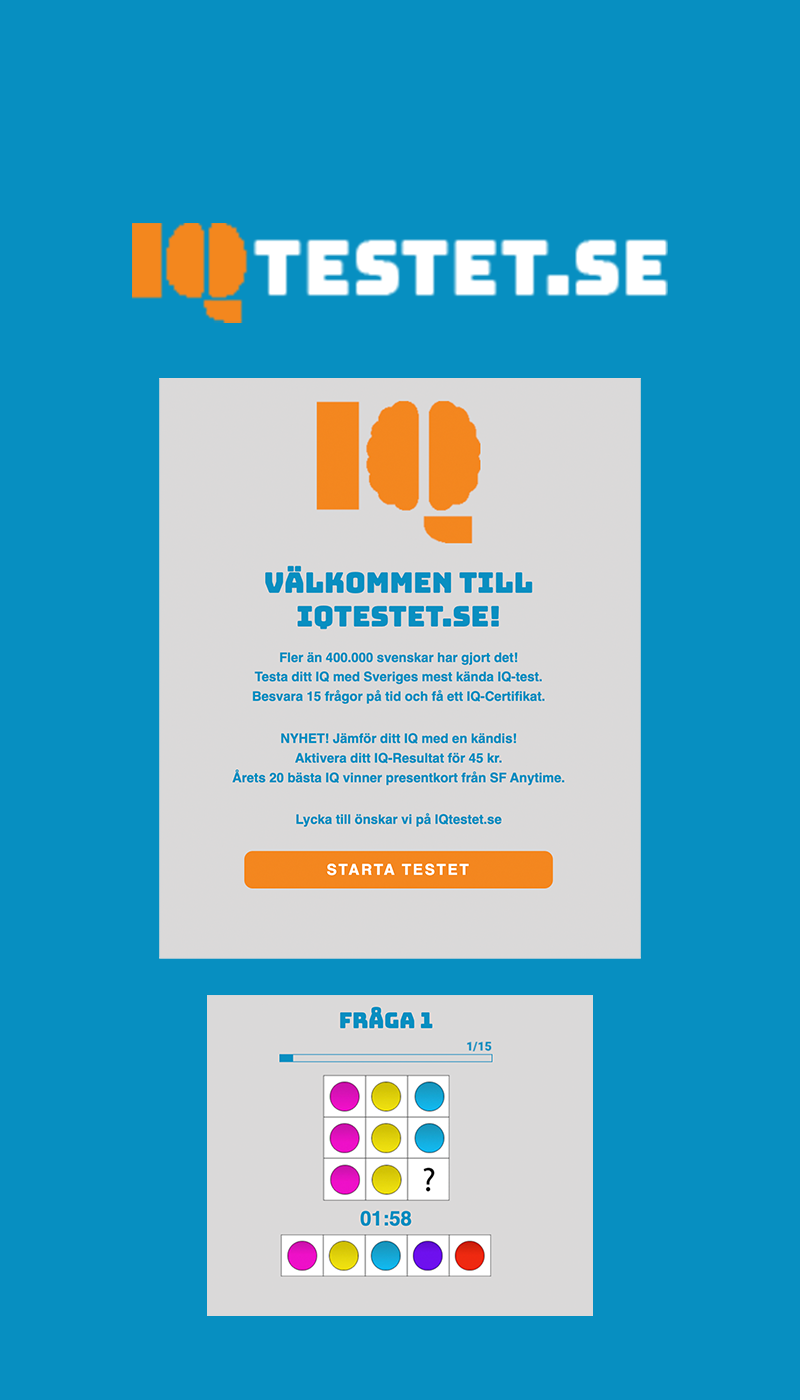 IQTESTET.SE
IQ
VÄLKOMMEN TILL
IQTESTET.SE!
Fler än 400.000 svenskar har gjort det!
Testa ditt IQ med Sveriges mest kända IQ-test.
Besvara 15 frågor på tid och få ett IQ-Certifikat.
NYHET! Jämför ditt IQ med en kändis!
Aktivera ditt IQ-Resultat för 45 kr.
Årets 20 bästa IQ vinner presentkort från SF Anytime.
Lycka till önskar vi på IQtestet.se
STARTA TESTET
FRÅGA 1
1/15
?
01:58